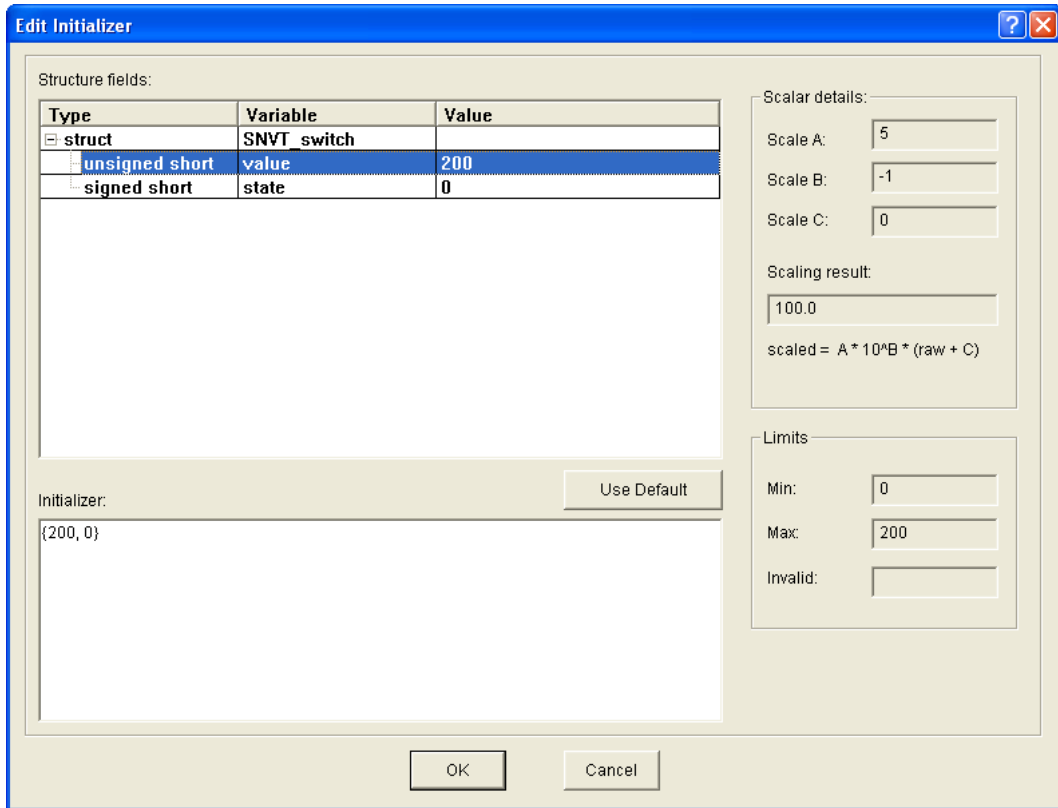 Edit Initializer
Structure fields:
Type Variable Value
struct SNVT_switch
unsigned short value 200
signed short state 0
Use Default
Initializer:
{200, 0}
Scalar details:
Scale A: 5
Scale B: -1
Scale C: 0
Scaling result:
100.0
scaled = A * 10^B * (raw + C)
Limits
Min: 0
Max: 200
Invalid:
OK Cancel